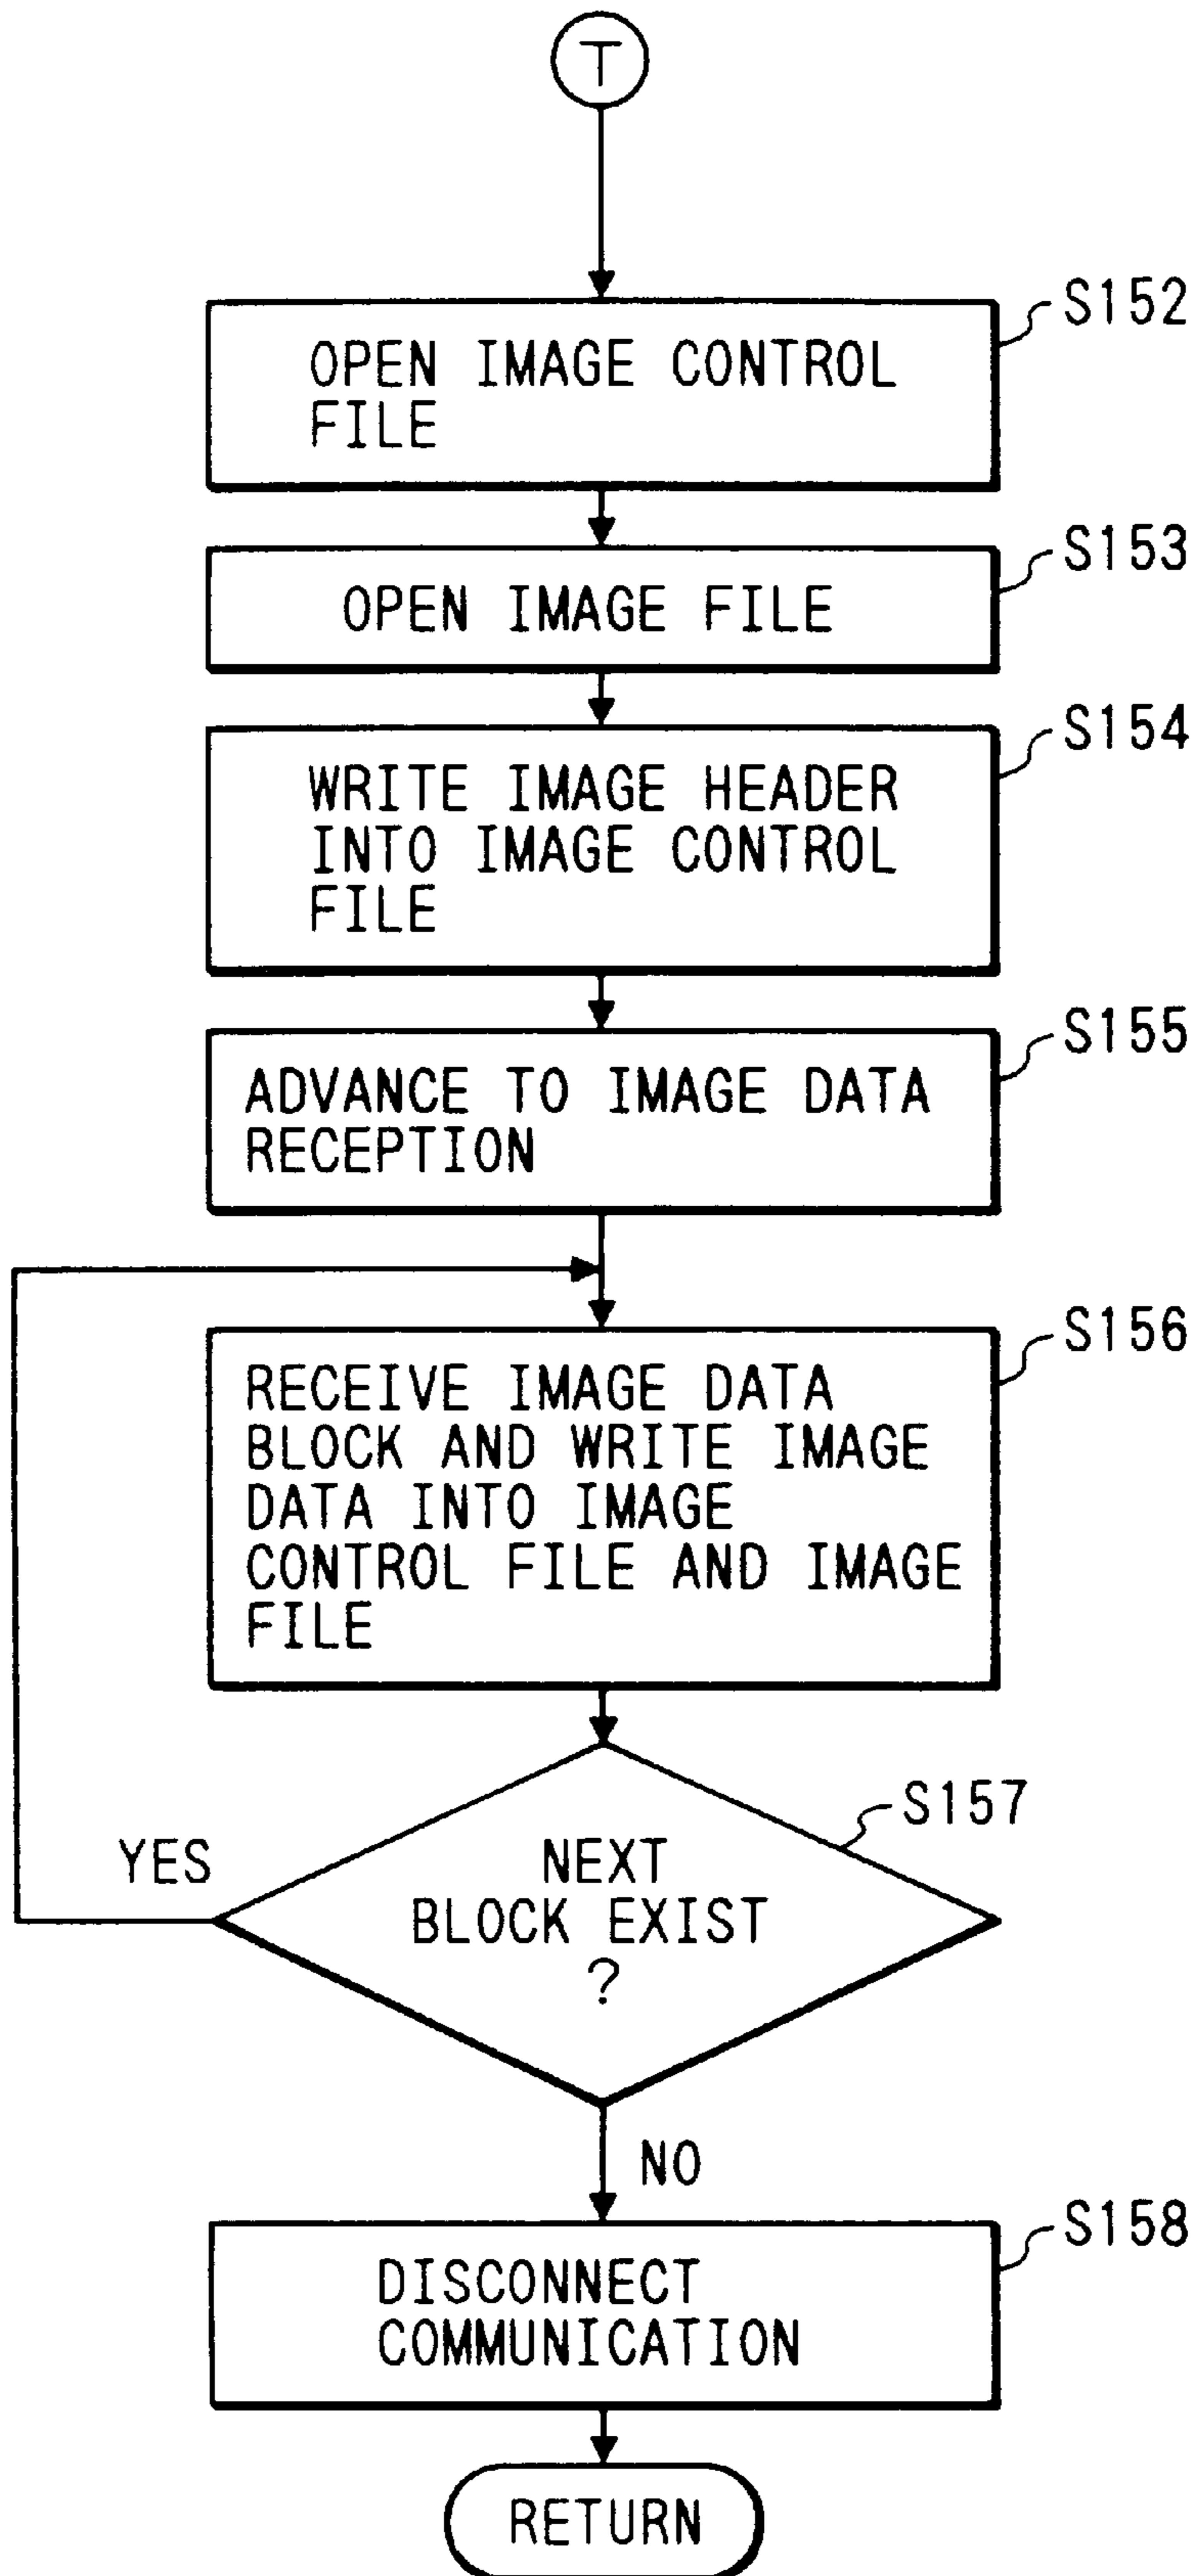 T
S152
OPEN IMAGE CONTROL
FILE
S153
OPEN IMAGE FILE
S154
WRITE IMAGE HEADER
INTO IMAGE CONTROL
FILE
S155
ADVANCE TO IMAGE DATA
RECEPTION
S156
RECEIVE IMAGE DATA
BLOCK AND WRITE IMAGE
DATA INTO IMAGE
CONTROL FILE AND IMAGE
FILE
S157
YES
NEXT
BLOCK EXIST
?
NO
S158
DISCONNECT
COMMUNICATION
RETURN